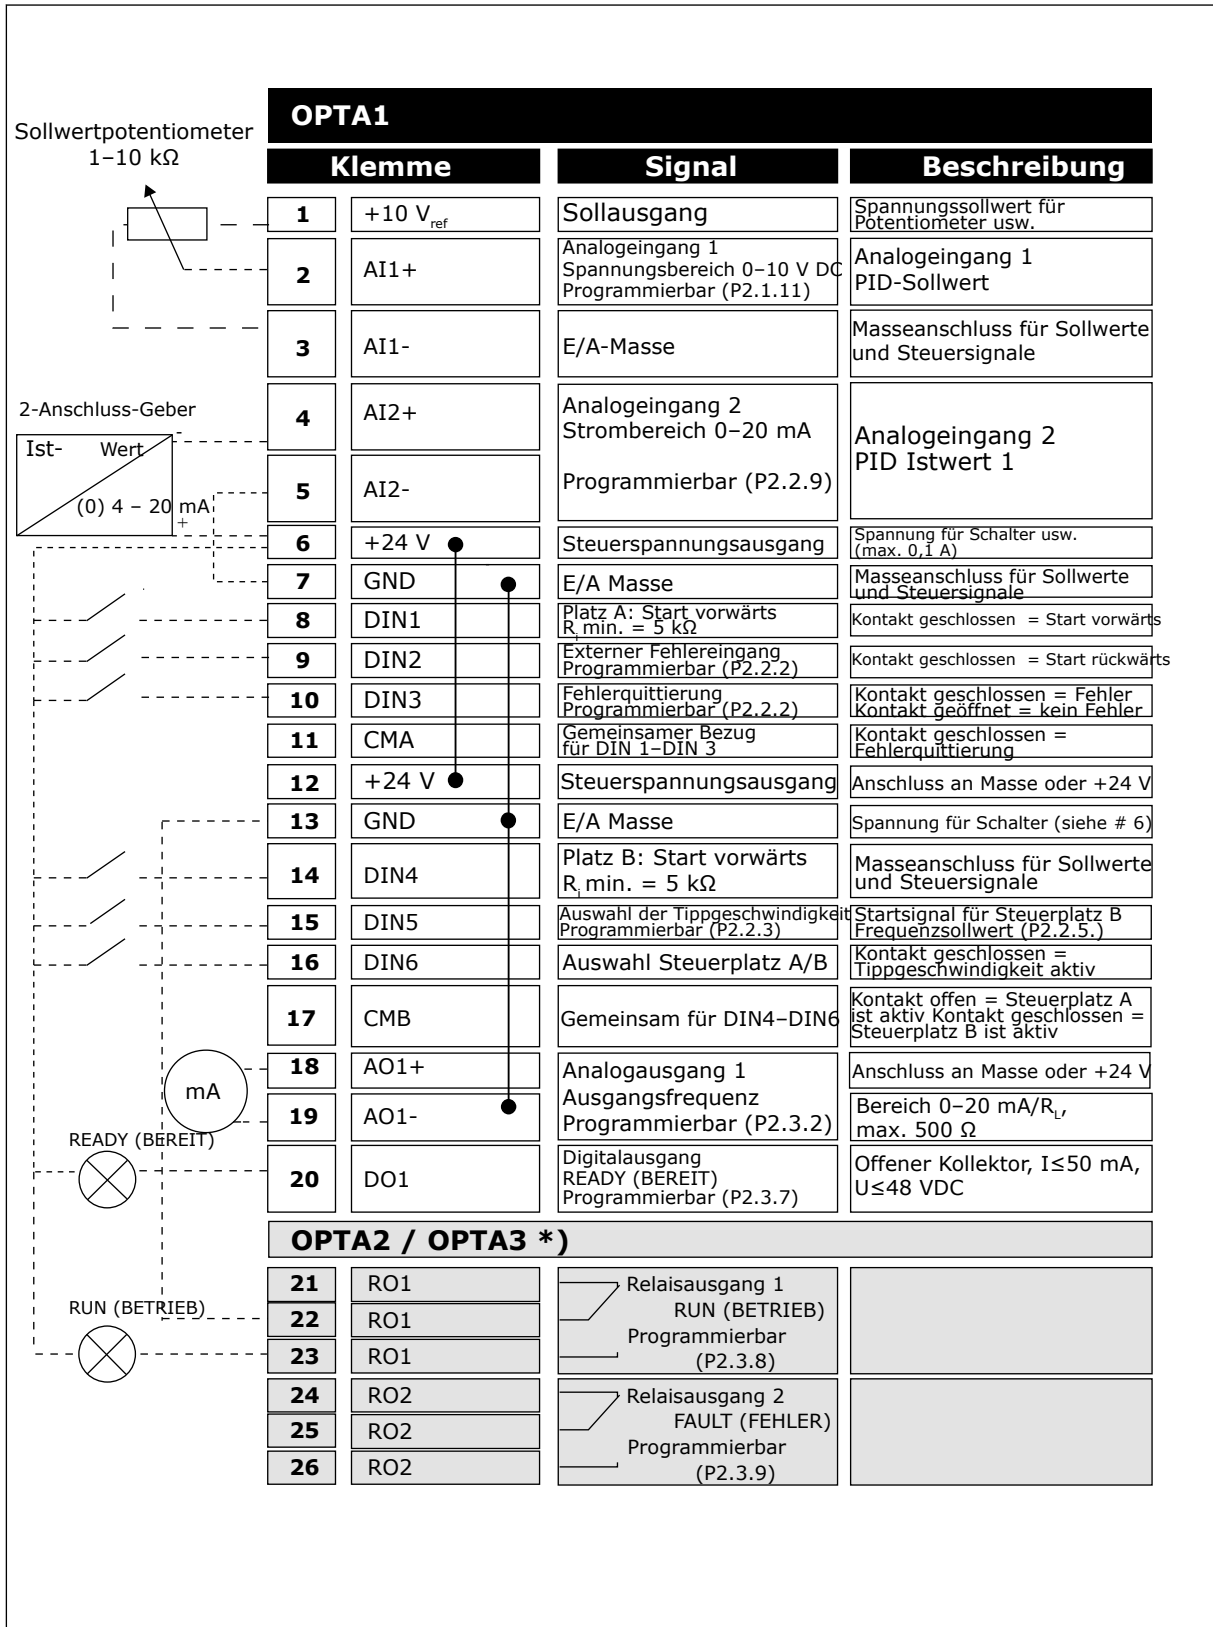 OPTA1
Sollwertpotentiometer
1–10 kΩ
Klemme Signal Beschreibung
1 +10 Vref Sollausgang Spannungssollwert für
Potentiometer usw.
2 AI1+ Analogeingang 1
Spannungsbereich 0–10 V DC
Programmierbar (P2.1.11)
Analogeingang 1
PID-Sollwert
3 AI1- E/A-Masse Masseanschluss für Sollwerte
und Steuersignale
2-Anschluss-Geber
-
Ist- Wert
(0) 4 – 20 mA
+
4 AI2+ Analogeingang 2
Strombereich 0–20 mA
5 AI2- Programmierbar (P2.2.9)
Analogeingang 2
PID Istwert 1
6 +24 V Steuerspannungsausgang Spannung für Schalter usw.
(max. 0,1 A)
7 GND E/A Masse Masseanschluss für Sollwerte
und Steuersignale
8 DIN1 Platz A: Start vorwärts
Ri min. = 5 kΩ
Kontakt geschlossen = Start vorwärts
9 DIN2 Externer Fehlereingang
Programmierbar (P2.2.2)
Kontakt geschlossen = Start rückwärts
10 DIN3 Fehlerquittierung
Programmierbar (P2.2.2)
Kontakt geschlossen = Fehler
Kontakt geöffnet = kein Fehler
11 CMA Gemeinsamer Bezug
für DIN 1–DIN 3
Kontakt geschlossen =
Fehlerquittierung
12 +24 V Steuerspannungsausgang Anschluss an Masse oder +24 V
13 GND E/A Masse Spannung für Schalter (siehe # 6)
14 DIN4 Platz B: Start vorwärts
Ri min. = 5 kΩ
Masseanschluss für Sollwerte
und Steuersignale
15 DIN5 Auswahl der Tippgeschwindigkeit
Programmierbar (P2.2.3)
Startsignal für Steuerplatz B
Frequenzsollwert (P2.2.5.)
16 DIN6 Auswahl Steuerplatz A/B Kontakt geschlossen =
Tippgeschwindigkeit aktiv
17 CMB Gemeinsam für DIN4–DIN6 Kontakt offen = Steuerplatz A
ist aktiv Kontakt geschlossen =
Steuerplatz B ist aktiv
mA
18 AO1+ Analogausgang 1
Ausgangsfrequenz
Programmierbar (P2.3.2)
Anschluss an Masse oder +24 V
19 AO1- Bereich 0–20 mA/RL,
max. 500 Ω
READY (BEREIT)
20 DO1 Digitalausgang
READY (BEREIT)
Programmierbar (P2.3.7)
Offener Kollektor, I≤50 mA,
U≤48 VDC
OPTA2 / OPTA3 *)
21 RO1 Relaisausgang 1
RUN (BETRIEB)
22 RO1 RUN (BETRIEB)
Programmierbar
23 RO1 (P2.3.8)
24 RO2 Relaisausgang 2
25 RO2 FAULT (FEHLER)
Programmierbar
26 RO2 (P2.3.9)